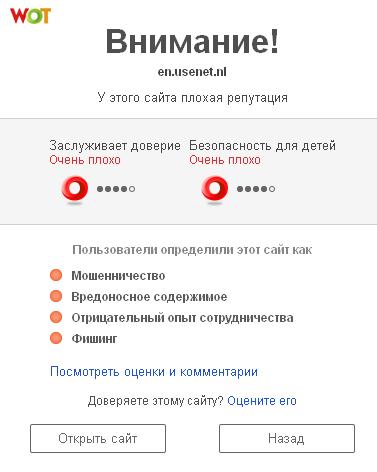 WOT
Внимание!
en.usenet.nl
У этого сайта плохая репутация
Заслуживает доверие Безопасность для детей
Очень плохо Очень плохо
Пользователи определили этот сайт как
Мошенничество
Вредоносное содержимое
Отрицательный опыт сотрудничества
Фишинг
Посмотреть оценки и комментарии
Доверяете этому сайту? Оцените его
Открыть сайт Назад